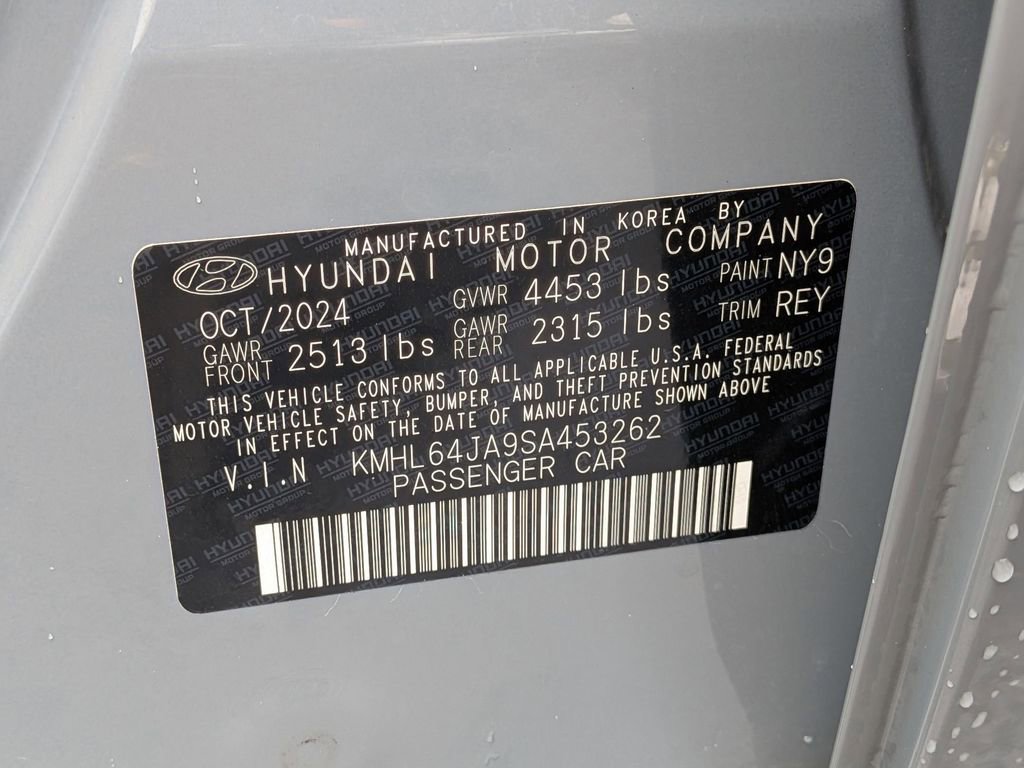 MANUFACTURED IN KOREA BY
HYUNDAI MOTOR COMPANY
OCT/2024 GVWR 4453 lbs PAINT NY9
GAWR FRONT 2513 lbs GAWR REAR 2315 lbs TRIM REY
THIS VEHICLE CONFORMS TO ALL APPLICABLE U.S.A. FEDERAL
MOTOR VEHICLE SAFETY, BUMPER, AND THEFT PREVENTION STANDARDS
IN EFFECT ON THE DATE OF MANUFACTURE SHOWN ABOVE
V.I.N KMHL64JA9SA453262
PASSENGER CAR